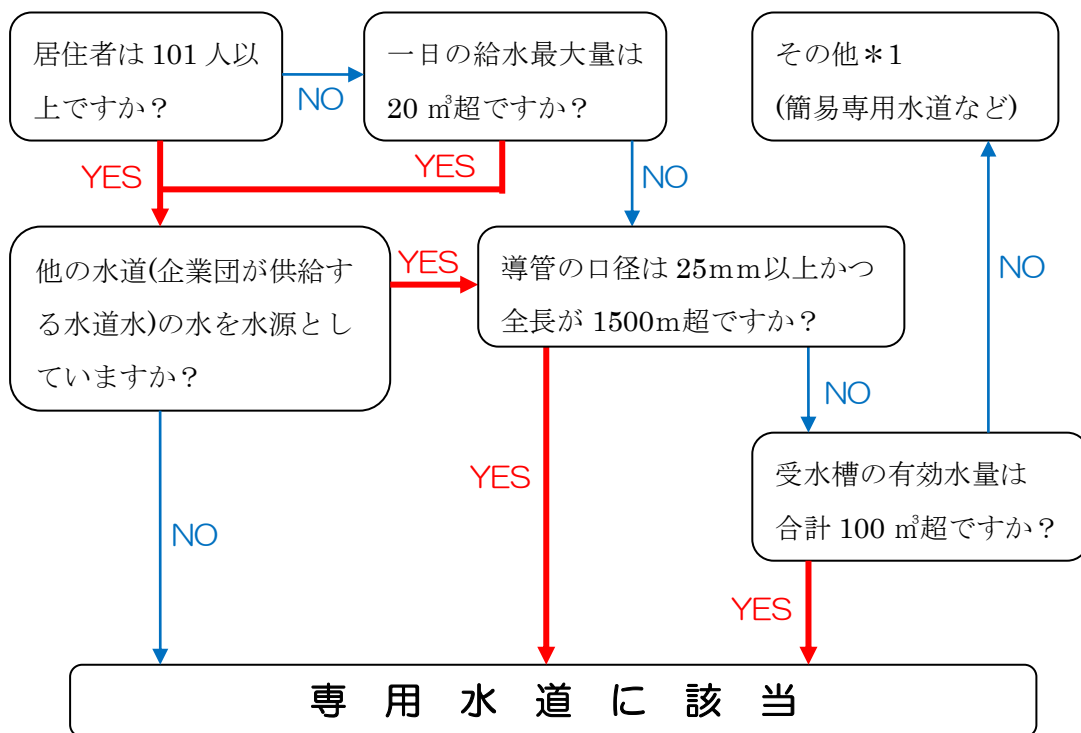 居住者は 101 人以
上ですか？
NO
一日の給水最大量は
20 ㎥超ですか？
その他＊1
(簡易専用水道など)
YES
YES
NO
NO
他の水道(企業団が供給す
る水道水)の水を水源とし
ていますか？
YES
導管の口径は 25ｍｍ以上かつ
全長が 1500ｍ超ですか？
NO
YES
NO
受水槽の有効水量は
合計 100 ㎥超ですか？
YES
専用水道に該当